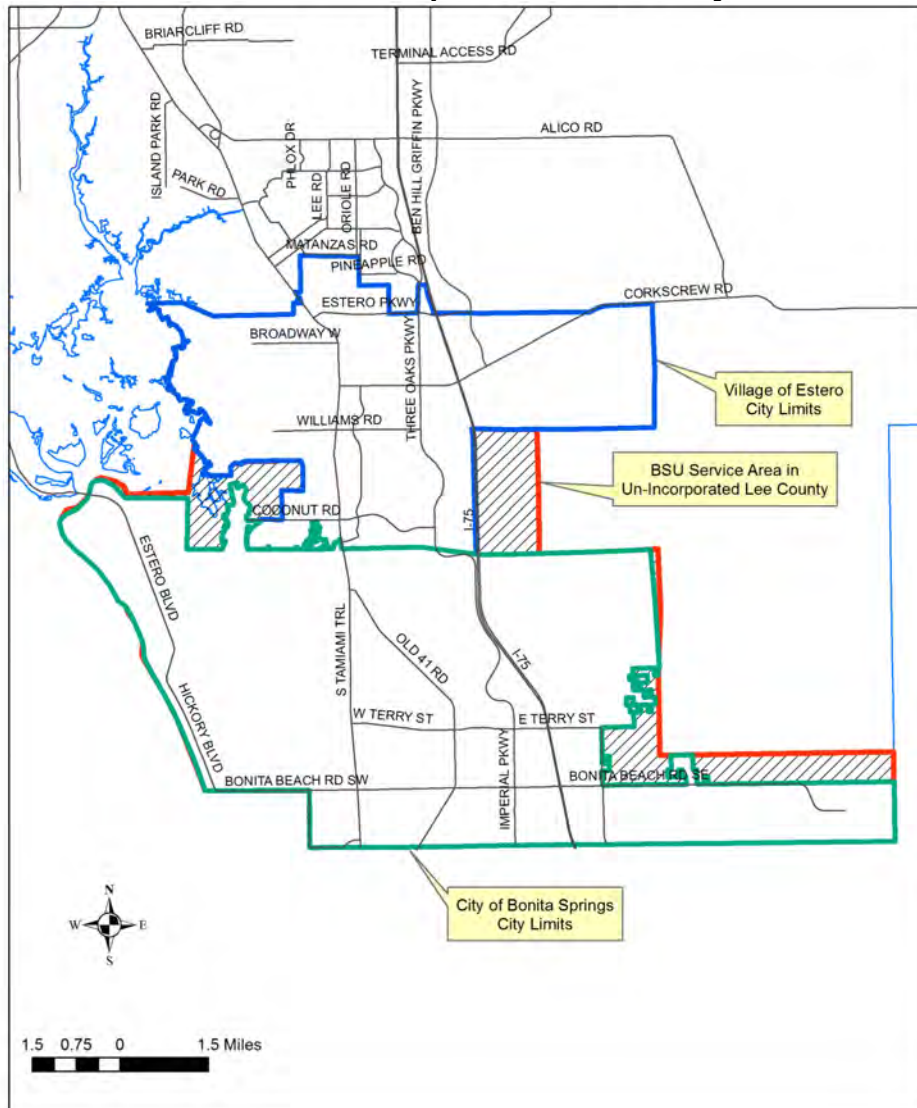 BRIARCLIFF RD
TERMINAL ACCESS RD
ISLAND PARK RD
PARK RD
PHLOX DR
LEE RD
ORIOLE RD
BEN HILL GRIFFIN PKWY
ALICO RD
MATANZAS RD
PINEAPPLE RD
ESTERO PKWY
CORKSCREW RD
BROADWAY W
THREE OAKS PKWY
Village of Estero
City Limits
WILLIAMS RD
BSU Service Area in
Un-Incorporated Lee County
COCONUT RD
I-75
ESTERO BLVD
S TAMIAMI TRL
OLD 41 RD
I-75
HICKORY BLVD
W TERRY ST
E TERRY ST
IMPERIAL PKWY
BONITA BEACH RD SW
BONITA BEACH RD SE
City of Bonita Springs
City Limits
N
W
E
S
1.5 0.75 0 1.5 Miles